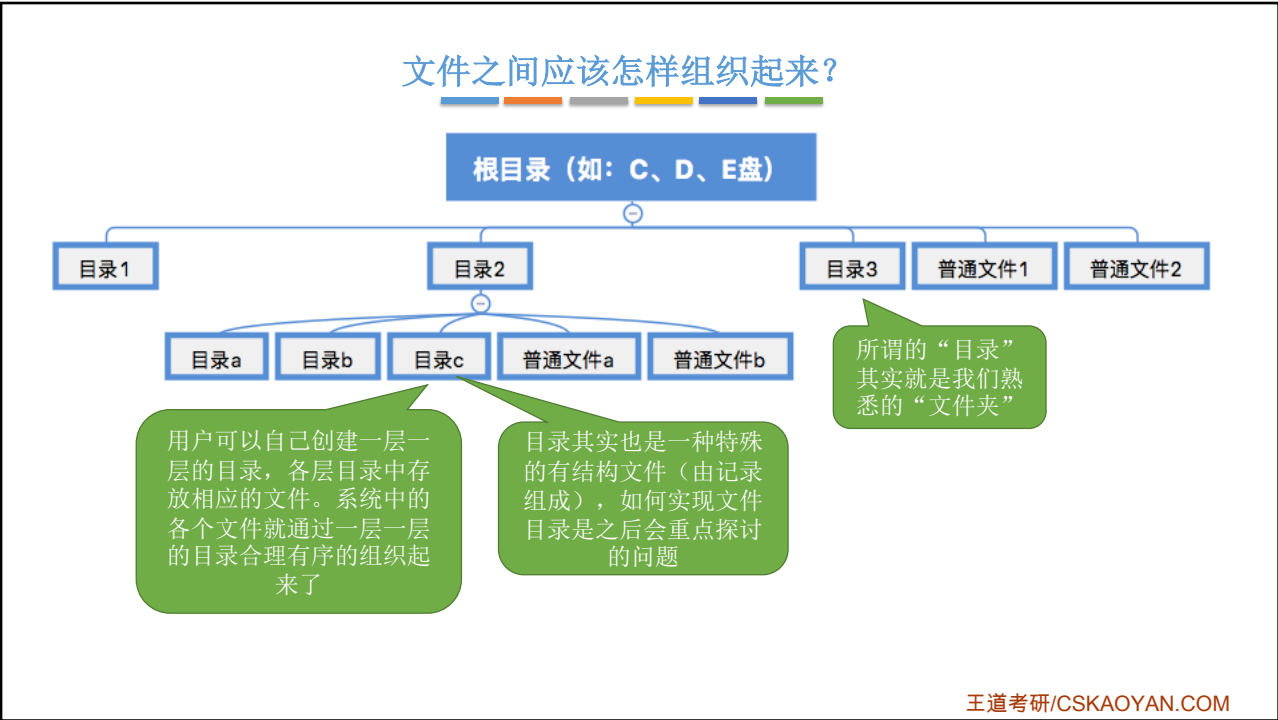 文件之间应该怎样组织起来？
根目录（如：C、D、E盘）
目录1
目录2
目录3
普通文件1
普通文件2
目录a
目录b
目录c
普通文件a
普通文件b
所谓的“目录”
其实就是我们熟
悉的“文件夹”
用户可以自己创建一层一
层的目录，各层目录中存
放相应的文件。系统中的
各个文件就通过一层一层
的目录合理有序的组织起
来了
目录其实也是一种特殊
的有结构文件（由记录
组成），如何实现文件
目录是之后会重点探讨
的问题
王道考研/CSKAOYAN.COM